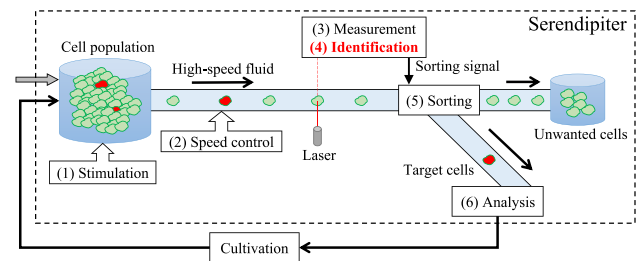 Serendipiter
(3) Measurement
(4) Identification
Cell population
High-speed fluid
Sorting signal
(5) Sorting
(2) Speed control
Laser
Unwanted cells
(1) Stimulation
Target cells
(6) Analysis
Cultivation